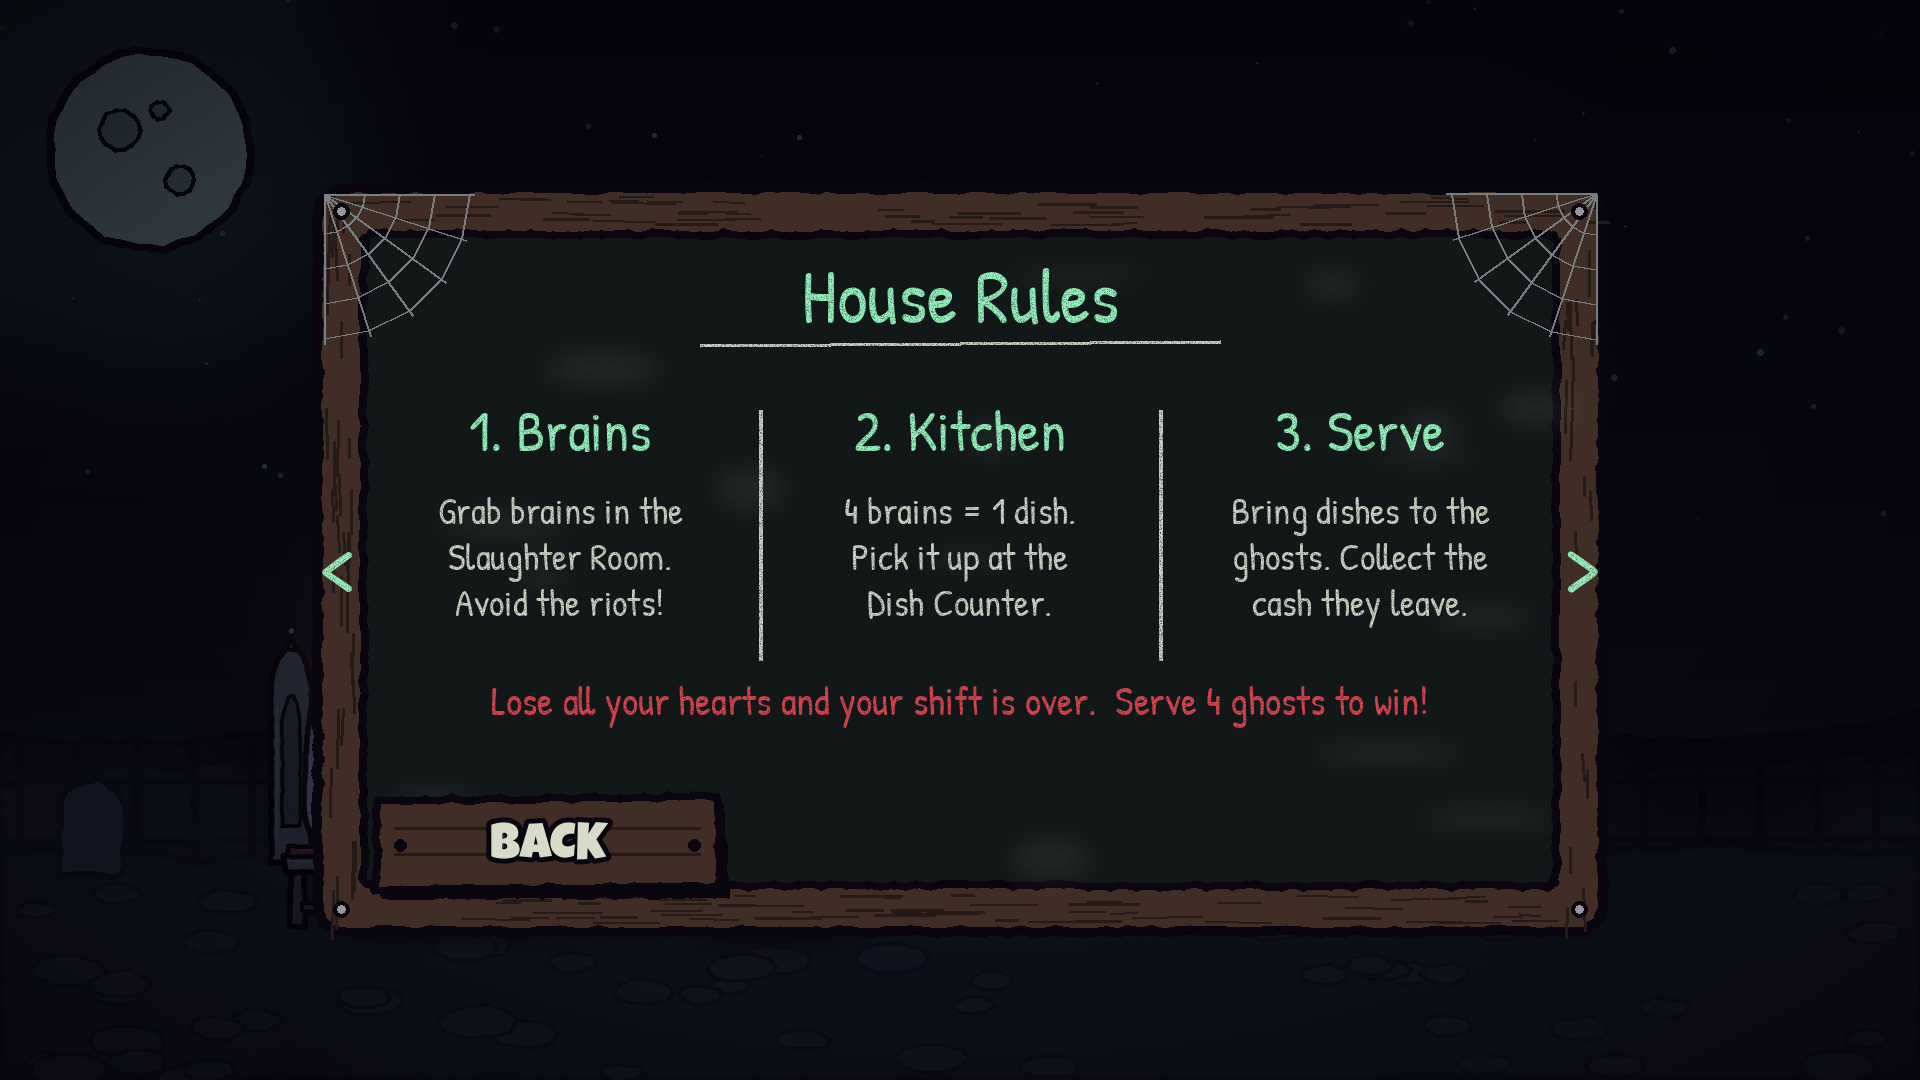 House Rules
1. Brains
Grab brains in the
Slaughter Room.
Avoid the riots!
2. Kitchen
4 brains = 1 dish.
Pick it up at the
Dish Counter.
3. Serve
Bring dishes to the
ghosts. Collect the
cash they leave.
Lose all your hearts and your shift is over.  Serve 4 ghosts to win!
<
>
BACK